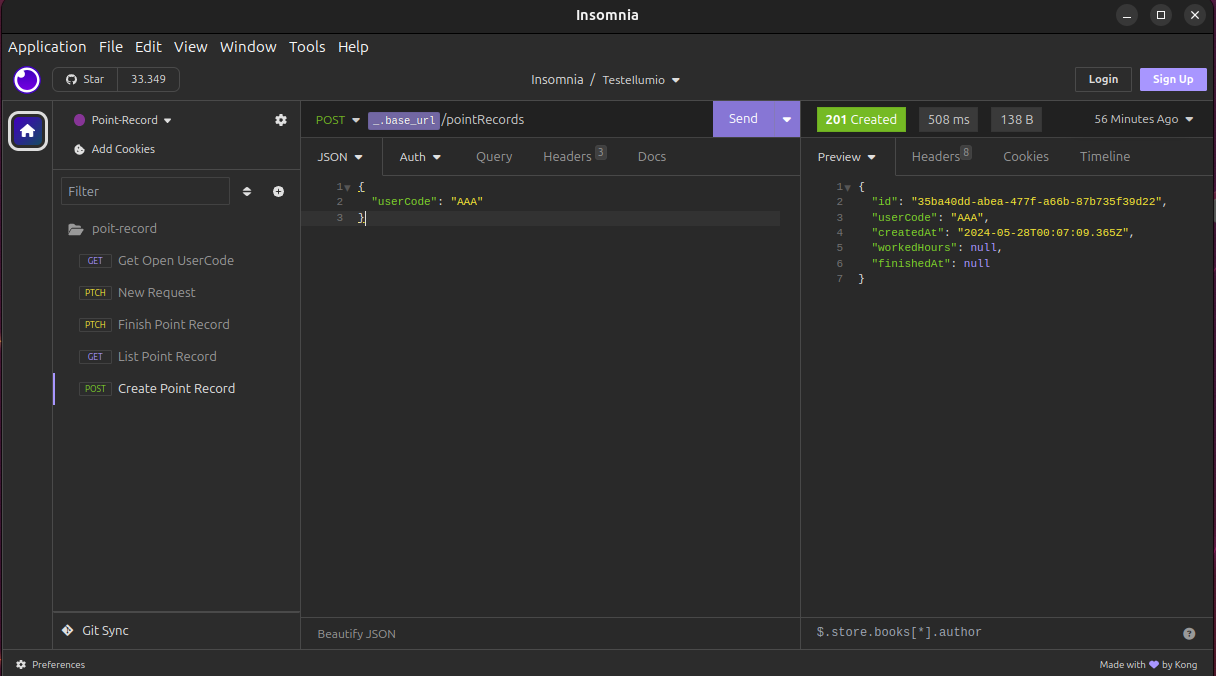 Insomnia
Application File Edit View Window Tools Help
Star 33.349
Insomnia / TesteIlumio
Login Sign Up
Point-Record
Add Cookies
Filter
poit-record
GET Get Open UserCode
PTCH New Request
PTCH Finish Point Record
GET List Point Record
POST Create Point Record
Git Sync
POST _.base_url /pointRecords Send
JSON Auth Query Headers 3 Docs
1 {
2 "userCode": "AAA"
3 }
Beautify JSON
201 Created 508 ms 138 B 56 Minutes Ago
Preview Headers 8 Cookies Timeline
1 {
2 "id": "35ba40dd-abea-477f-a66b-87b735f39d22",
3 "userCode": "AAA",
4 "createdAt": "2024-05-28T00:07:09.365Z",
5 "workedHours": null,
6 "finishedAt": null
7 }
$.store.books[*].author ?
Preferences
Made with 💜 by Kong